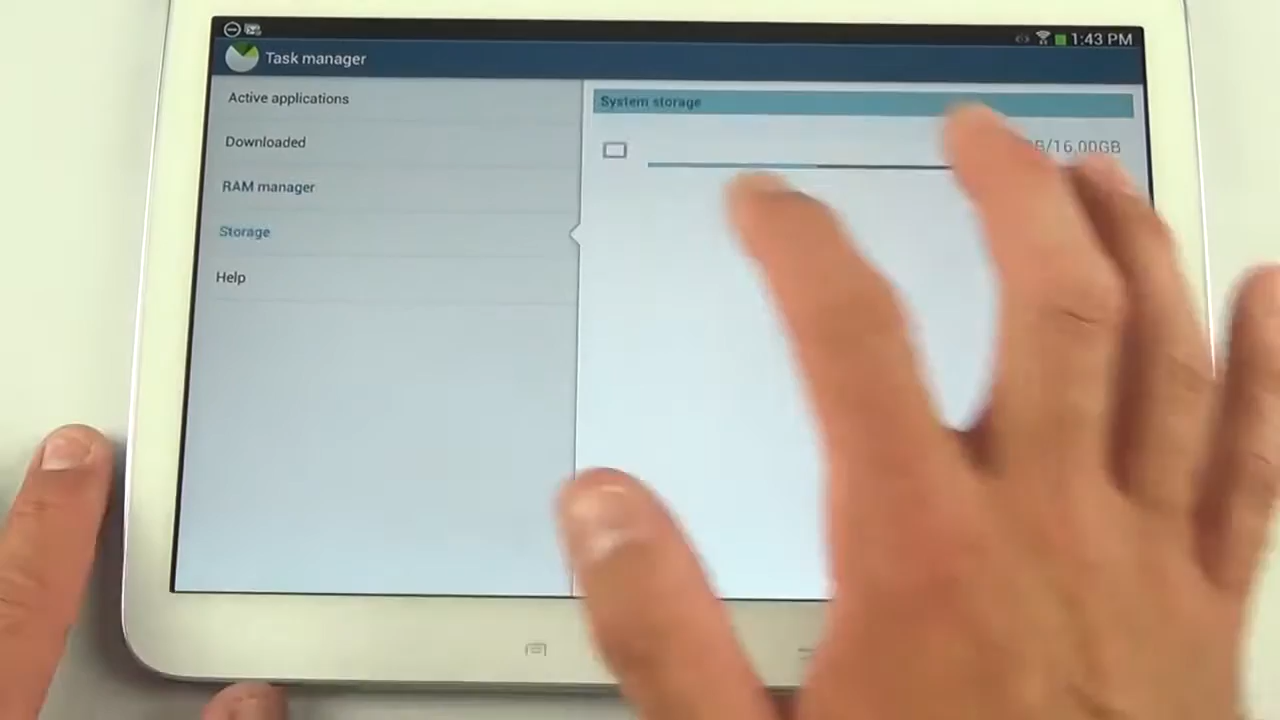 1:43 PM
Task manager
Active applications
Downloaded
RAM manager
Storage
Help
System storage
/16.00GB